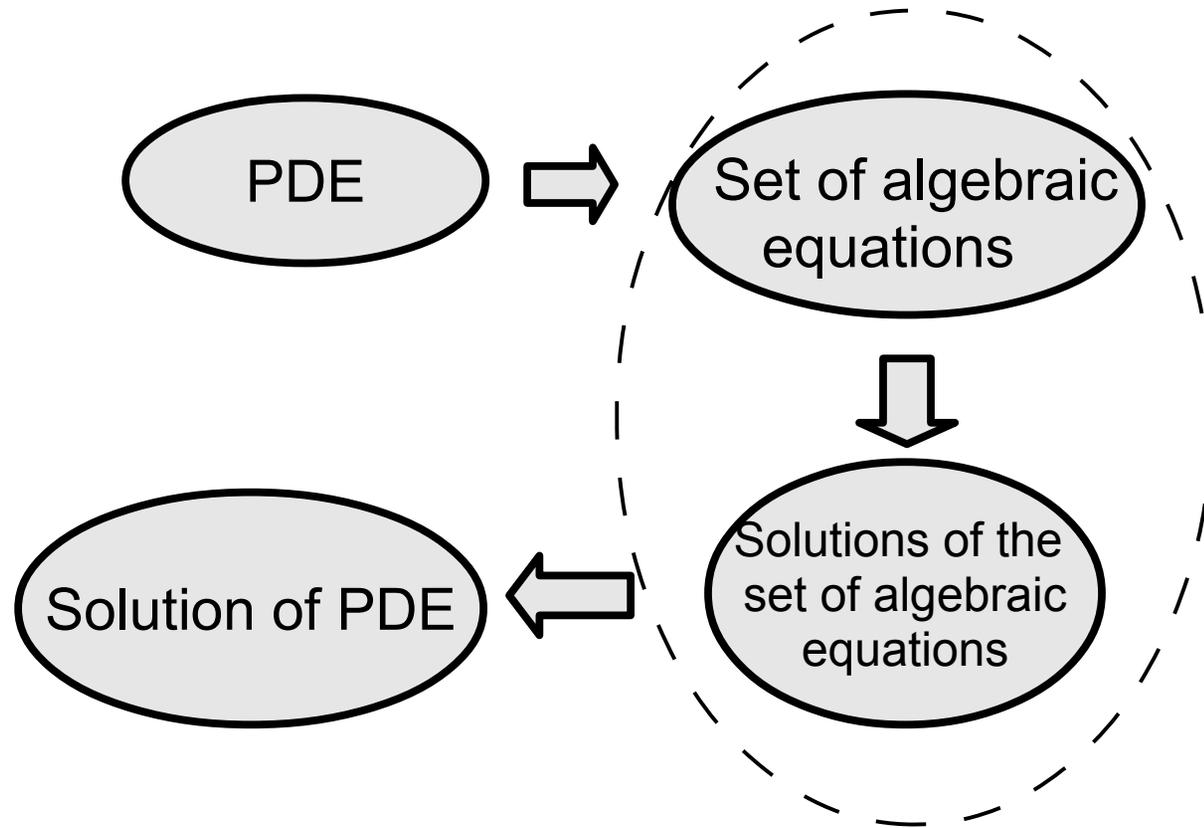 PDE
Set of algebraic
equations
Solutions of the
set of algebraic
equations
Solution of PDE